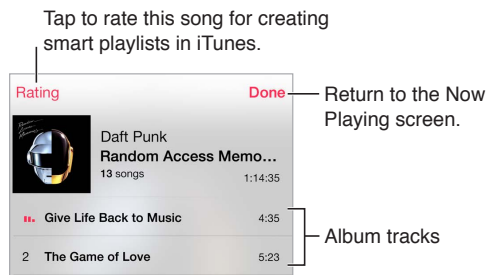 Tap to rate this song for creating
smart playlists in iTunes.
Rating
Done
Return to the Now
Playing screen.
Daft Punk
Random Access Memo...
13 songs
1:14:35
Give Life Back to Music
4:35
Album tracks
2 The Game of Love
5:23